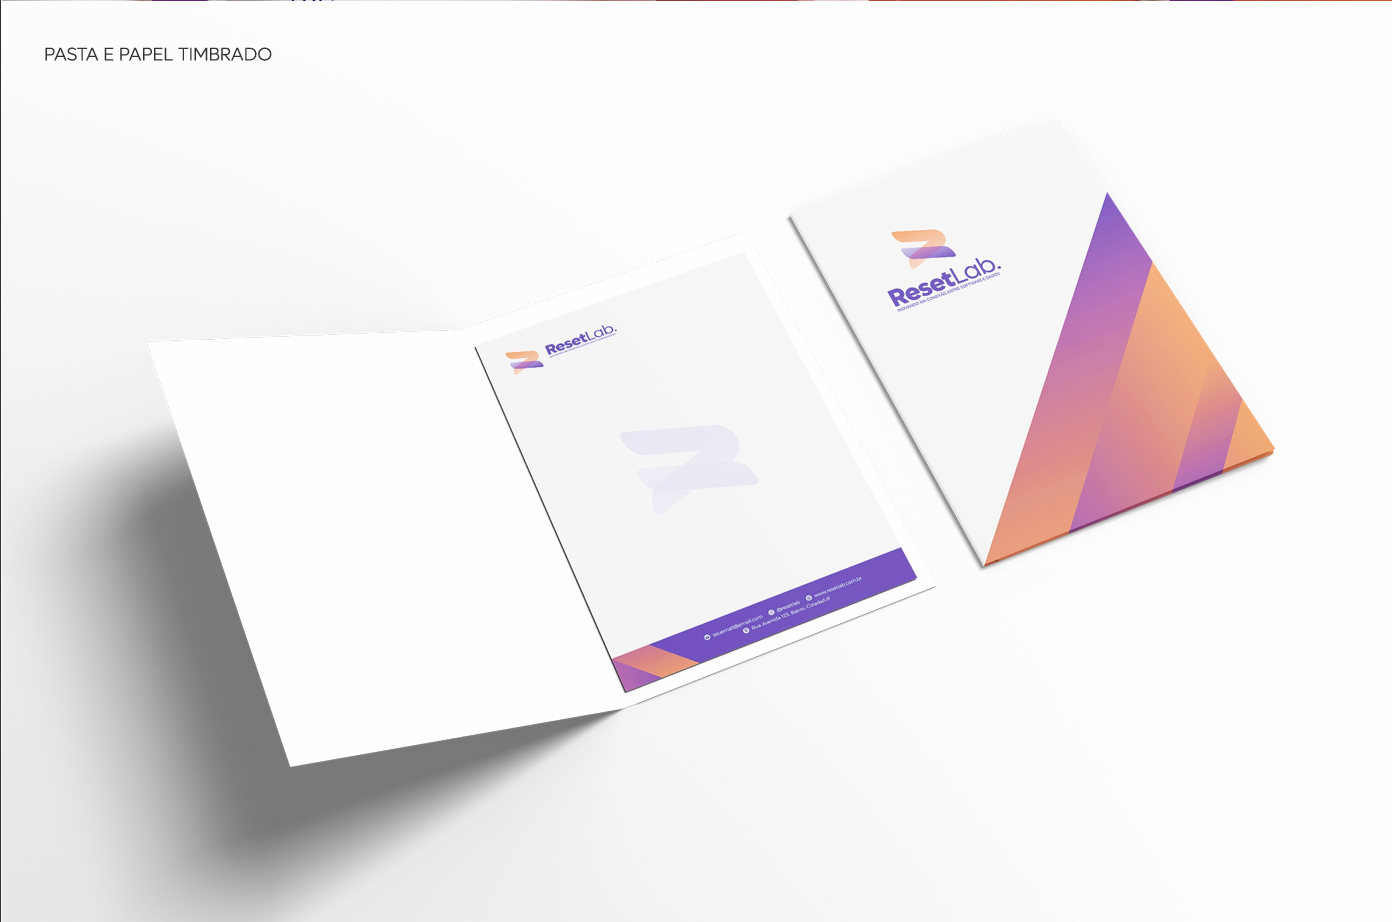 PASTA E PAPEL TIMBRADO
ResetLab.
seuemail@email.com @resetlab www.resetlab.com.br
Rua Avenida 123, Bairro, Cidade/UF
ResetLab.
INOVANDO NA CONEXÃO ENTRE SOFTWARE E DADOS